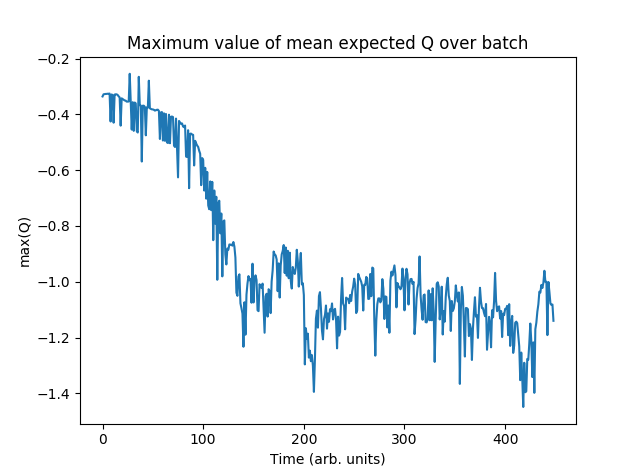 Maximum value of mean expected Q over batch
−0.2
−0.4
−0.6
−0.8
−1.0
−1.2
−1.4
max(Q)
0 100 200 300 400
Time (arb. units)